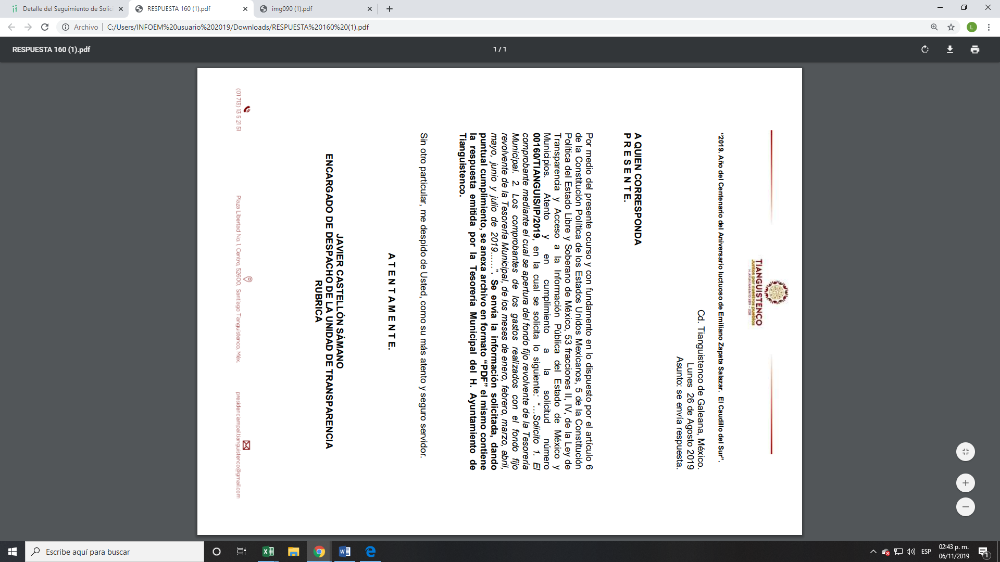 Detalle del Seguimiento de Solici
RESPUESTA 160 (1).pdf
img090 (1).pdf
Archivo
C:/Users/INFOEM%20usuario%202019/Downloads/RESPUESTA%20160%20(1).pdf
L
RESPUESTA 160 (1).pdf
1 / 1
TIANGUISTENCO
juntos por nuestros pueblos
H. AYUNTAMIENTO 2019 - 2021
“2019. Año del Centenario del Aniversario luctuoso de Emiliano Zapata Salazar. El Caudillo del Sur”.
Cd. Tianguistenco de Galeana, México.
Lunes 26 de Agosto 2019
Asunto: se envía respuesta.
A QUIEN CORRESPONDA
P R E S E N T E.
Por medio del presente ocurso y con fundamento en lo dispuesto por el artículo 6
de la Constitución Política de los Estados Unidos Mexicanos, 5 de la Constitución
Política del Estado Libre y Soberano de México, 53 fracciones II, IV, de la Ley de
Transparencia y Acceso a la Información Pública del Estado de México y
Municipios. Atento y en cumplimiento a la solicitud número
00160/TIANGUIS/IP/2019, en la cual se solicita lo siguiente: “…Solicito 1. El
comprobante mediante el cual se apertura del fondo fijo revolvente de la Tesorería
Municipal. 2. Los comprobantes de los gastos realizados con el fondo fijo
revolvente de la Tesorería Municipal, de los meses de enero, febrero, marzo, abril,
mayo, junio y julio de 2019……”. Se envía la información solicitada, dando
puntual cumplimiento, se anexa archivo en formato “PDF” el mismo contiene
la respuesta emitida por la Tesorería Municipal del H. Ayuntamiento de
Tianguistenco.
Sin otro particular, me despido de Usted, como su más atento y seguro servidor.
A T E N T A M E N T E.
JAVIER CASTELLÓN SÁMANO
ENCARGADO DE DESPACHO DE LA UNIDAD DE TRANSPARENCIA
RUBRICA
(01 713) 13 5 21 51
Plaza Libertad No. 1, Centro, 52600, Santiago Tianguistenco, Méx.
presidenciampal.tianguistenco@gmail.com
Escribe aquí para buscar
ESP
02:43 p. m.
06/11/2019
1